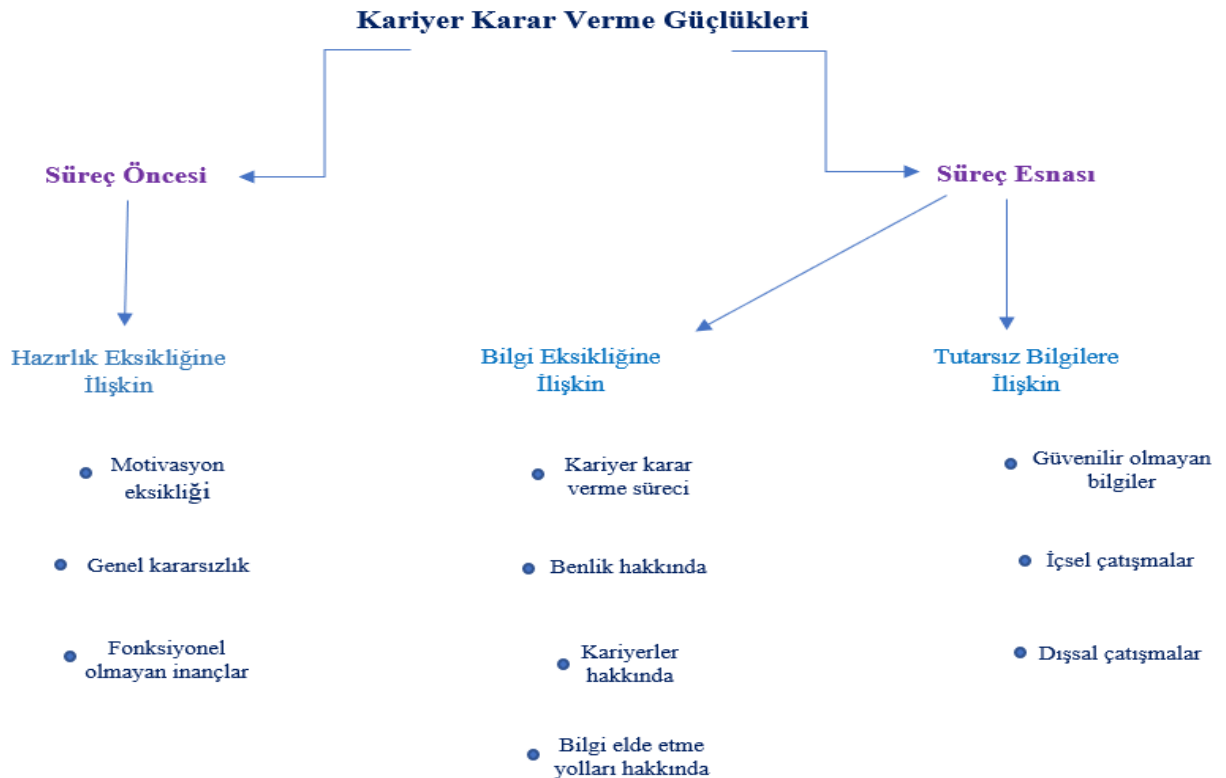 Kariyer Karar Verme Güçlükleri
Süreç Öncesi
Süreç Esnası
Hazırlık Eksikliğine
İlişkin
Bilgi Eksikliğine
İlişkin
Tutarsız Bilgilere
İlişkin
Motivasyon
eksikliği
Genel kararsızlık
Fonksiyonel
olmayan inançlar
Kariyer karar
verme süreci
Benlik hakkında
Kariyerler
hakkında
Bilgi elde etme
yolları hakkında
Güvenilir olmayan
bilgiler
İçsel çatışmalar
Dışsal çatışmalar